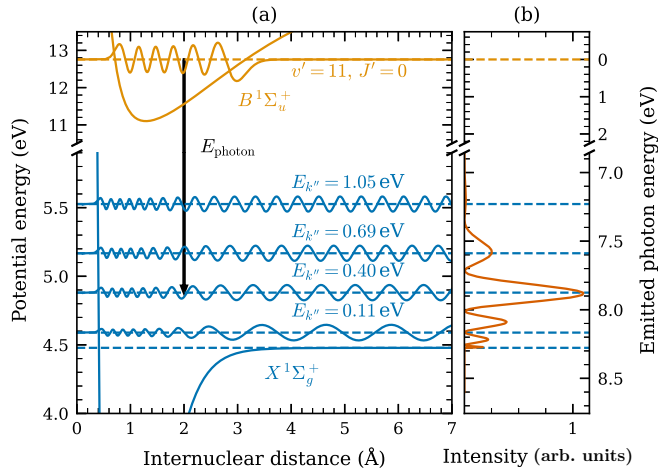 (a)
(b)
Potential energy (eV)
13
12
11
5.5
5.0
4.5
4.0
v′ = 11, J′ = 0
B ¹Σᵤ⁺
E_photon
E_k″ = 1.05 eV
E_k″ = 0.69 eV
E_k″ = 0.40 eV
E_k″ = 0.11 eV
X ¹Σ_g⁺
0 1 2 3 4 5 6 7
Internuclear distance (Å)
0
1
2
7.0
7.5
8.0
8.5
Emitted photon energy (eV)
1
Intensity (arb. units)